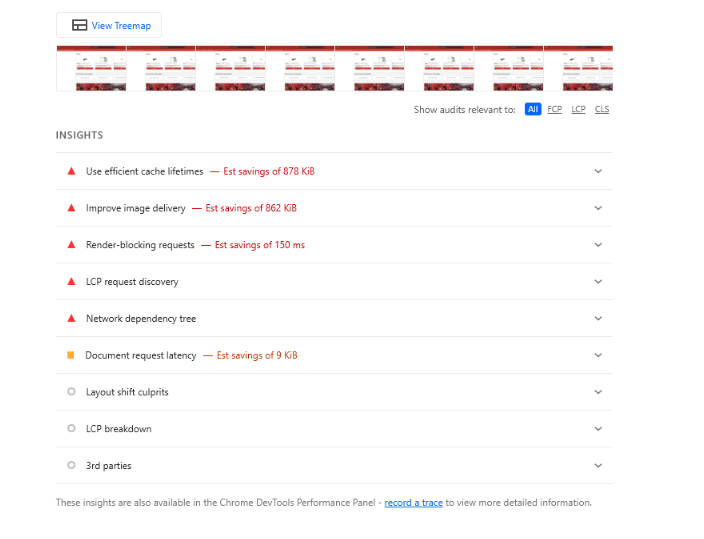 View Treemap
Show audits relevant to: All FCP LCP CLS
INSIGHTS
Use efficient cache lifetimes — Est savings of 878 KiB
Improve image delivery — Est savings of 862 KiB
Render-blocking requests — Est savings of 150 ms
LCP request discovery
Network dependency tree
Document request latency — Est savings of 9 KiB
Layout shift culprits
LCP breakdown
3rd parties
These insights are also available in the Chrome DevTools Performance Panel - record a trace to view more detailed information.